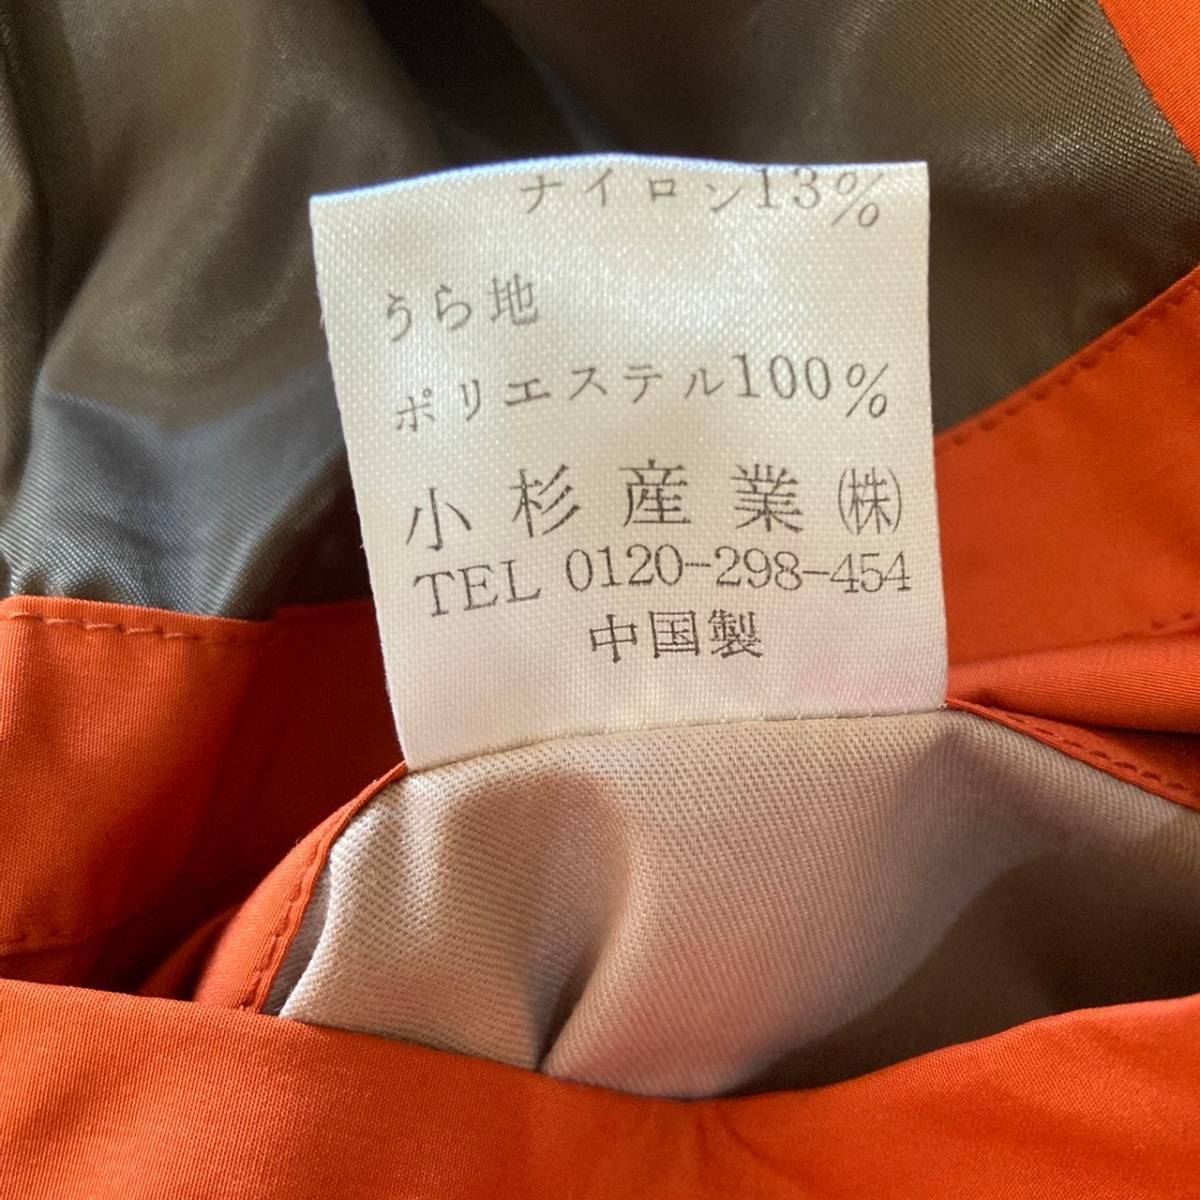 ナイロン13%
うら地
ポリエステル100%
小杉産業㈱
TEL 0120-298-454
中国製